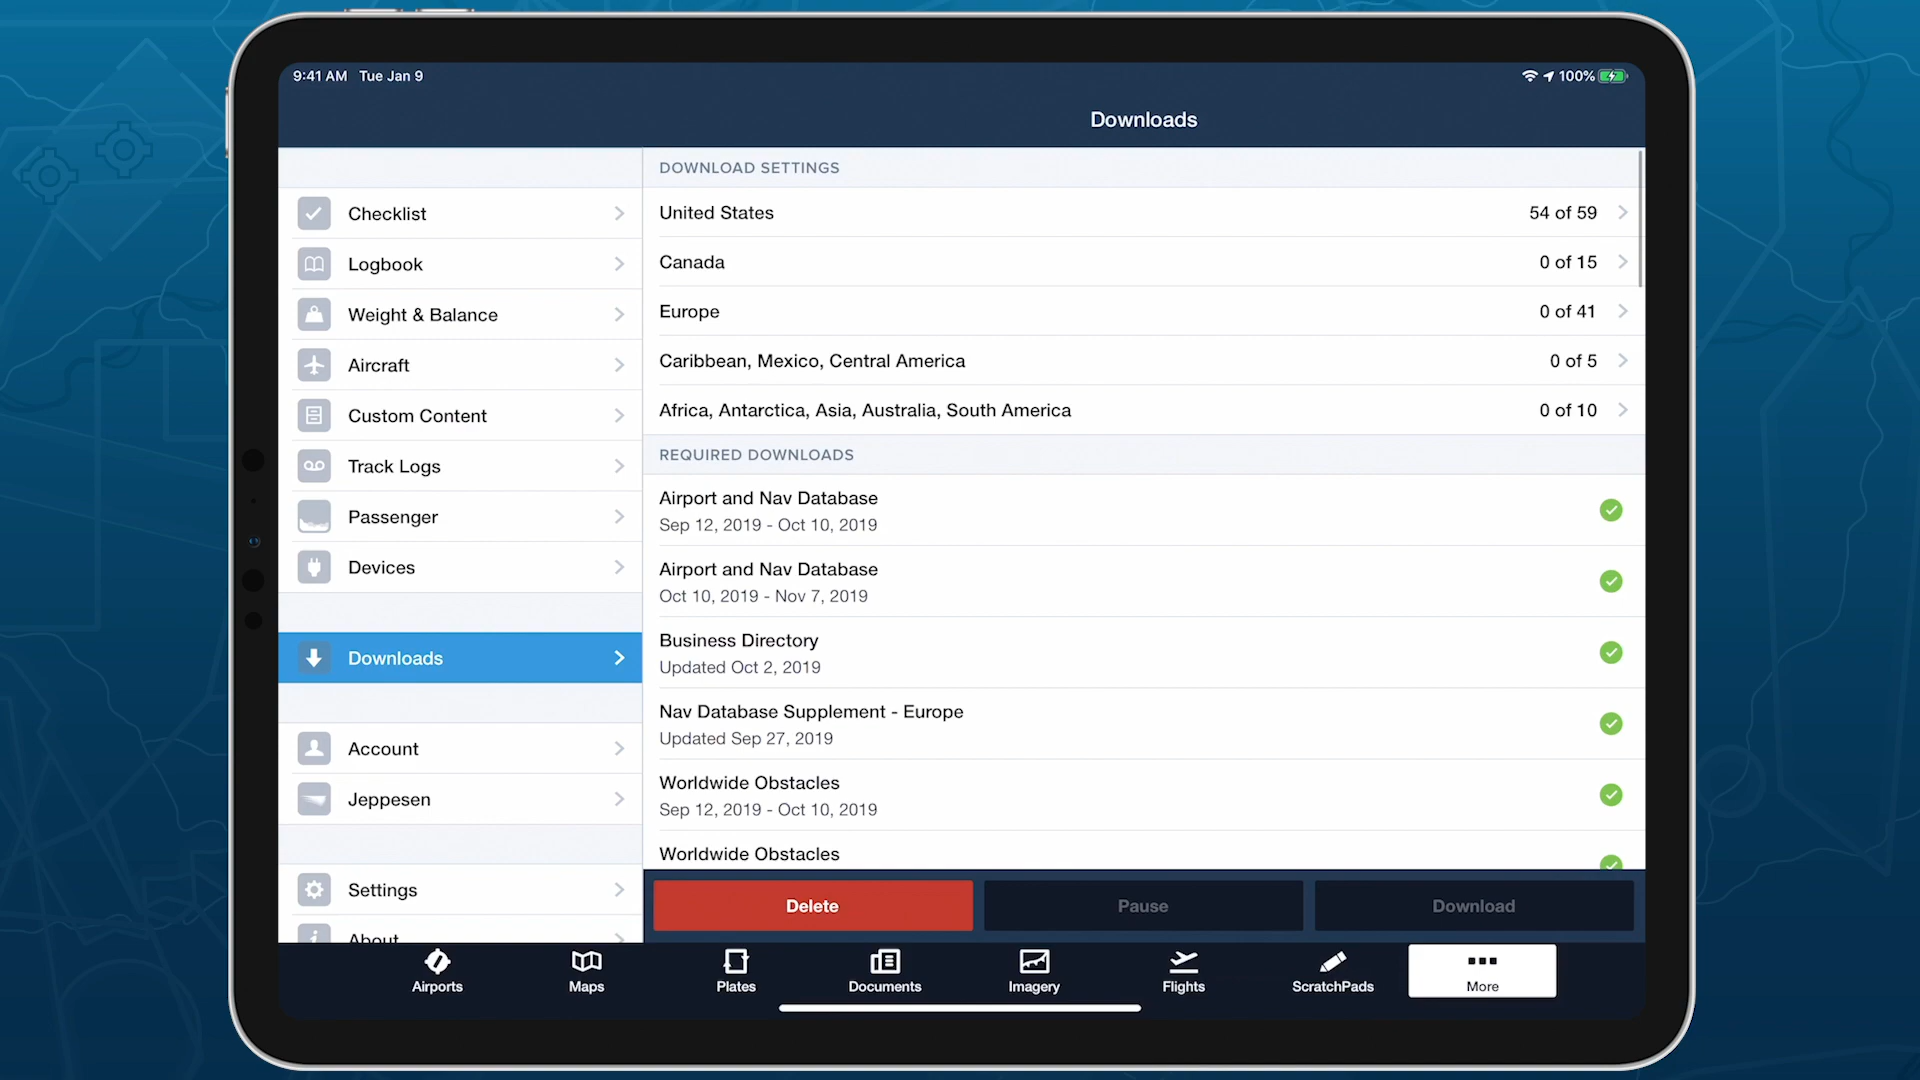 9:41 AM Tue Jan 9
100%
Downloads
Checklist
Logbook
Weight & Balance
Aircraft
Custom Content
Track Logs
Passenger
Devices
Downloads
Account
Jeppesen
Settings
About
DOWNLOAD SETTINGS
United States 54 of 59
Canada 0 of 15
Europe 0 of 41
Caribbean, Mexico, Central America 0 of 5
Africa, Antarctica, Asia, Australia, South America 0 of 10
REQUIRED DOWNLOADS
Airport and Nav Database
Sep 12, 2019 - Oct 10, 2019
Airport and Nav Database
Oct 10, 2019 - Nov 7, 2019
Business Directory
Updated Oct 2, 2019
Nav Database Supplement - Europe
Updated Sep 27, 2019
Worldwide Obstacles
Sep 12, 2019 - Oct 10, 2019
Worldwide Obstacles
Delete Pause Download
Airports Maps Plates Documents Imagery Flights ScratchPads More